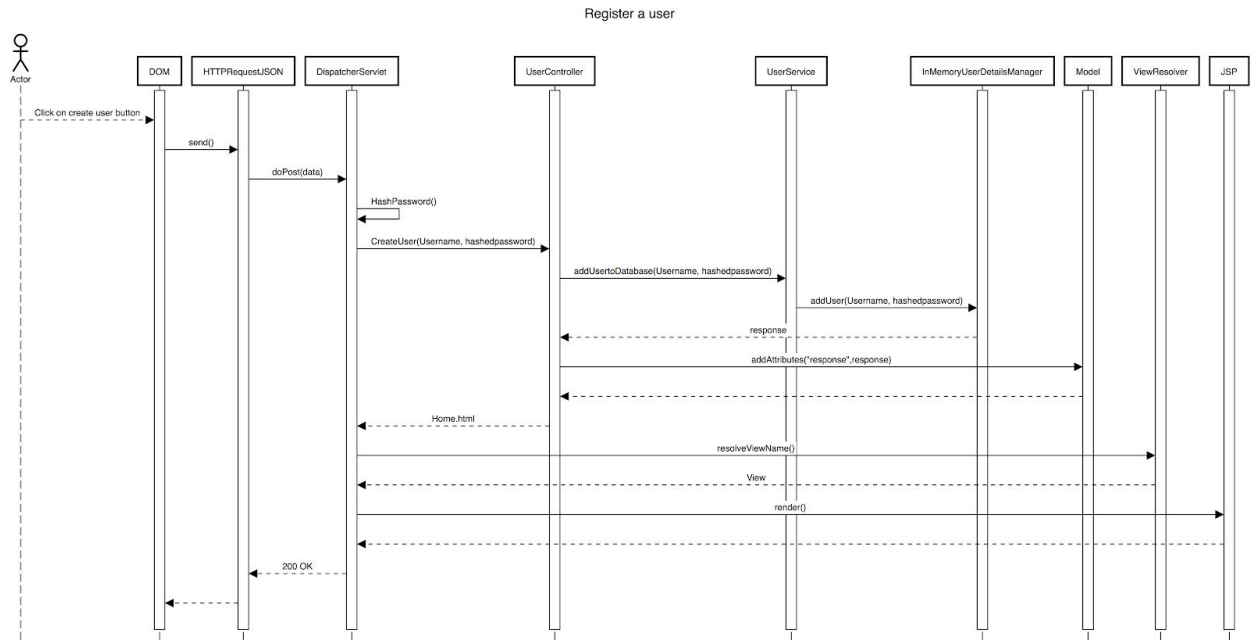 Register a user
Actor
DOM
HTTPRequestJSON
DispatcherServlet
UserController
UserService
InMemoryUserDetailsManager
Model
ViewResolver
JSP
Click on create user button
send()
doPost(data)
HashPassword()
CreateUser(Username, hashedpassword)
addUsertoDatabase(Username, hashedpassword)
addUser(Username, hashedpassword)
response
addAttributes("response",response)
Home.html
resolveViewName()
View
render()
200 OK